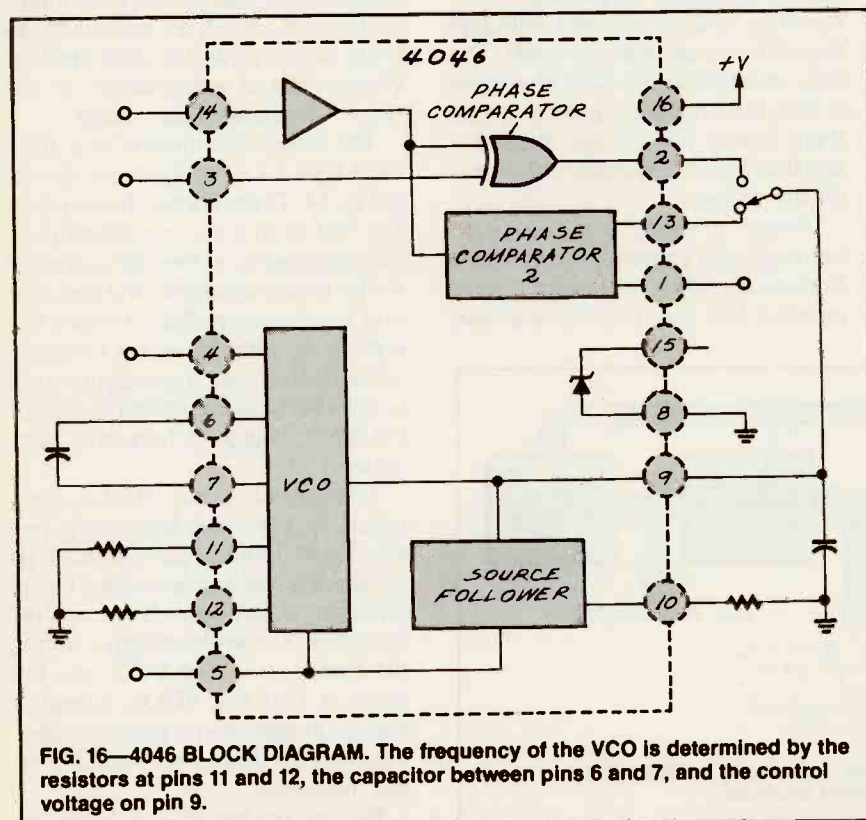 4046
PHASE
COMPARATOR
+V
14
16
3
2
13
PHASE
COMPARATOR
2
1
4
15
6
8
7
VCO
9
11
SOURCE
FOLLOWER
12
10
5
FIG. 16—4046 BLOCK DIAGRAM. The frequency of the VCO is determined by the
resistors at pins 11 and 12, the capacitor between pins 6 and 7, and the control
voltage on pin 9.